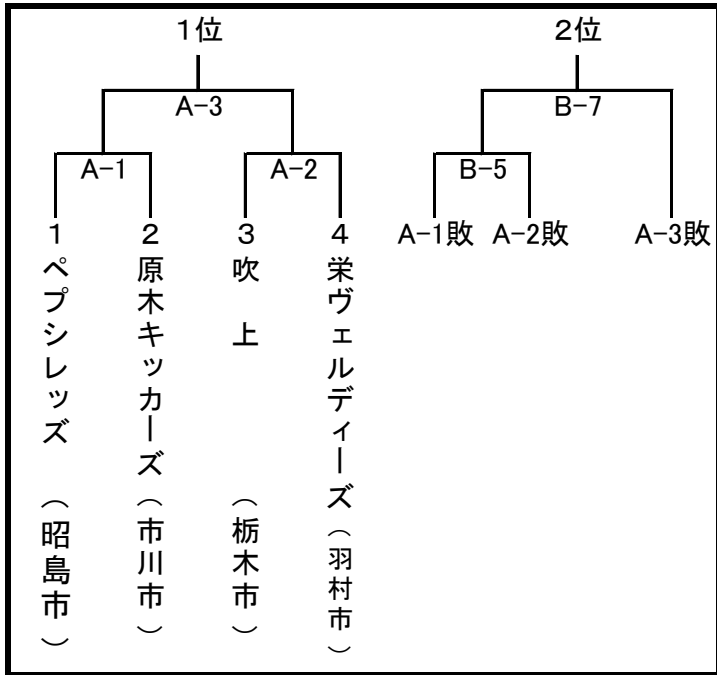 1位
2位
A-3
B-7
A-1
A-2
B-5
1
2
3
4
A-1敗
A-2敗
A-3敗
ペプシレッズ（昭島市）
原木キッカーズ（市川市）
吹上（栃木市）
栄ヴェルディーズ（羽村市）